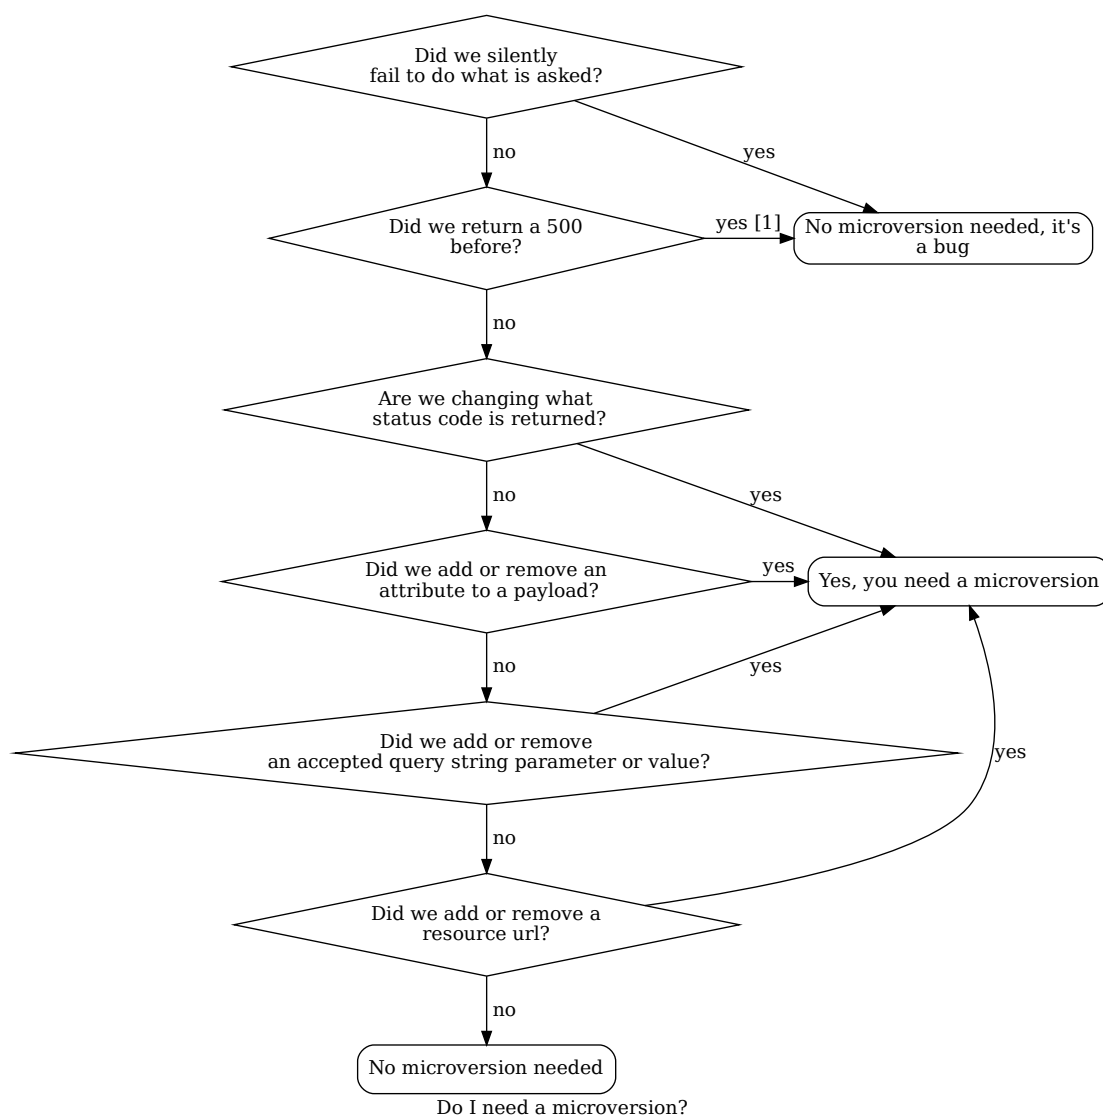 Did we silently
fail to do what is asked?
no
yes
Did we return a 500
before?
yes [1]
No microversion needed, it's
a bug
no
Are we changing what
status code is returned?
no
yes
Did we add or remove an
attribute to a payload?
yes
Yes, you need a microversion
no
yes
Did we add or remove
an accepted query string parameter or value?
no
yes
Did we add or remove a
resource url?
no
No microversion needed
Do I need a microversion?